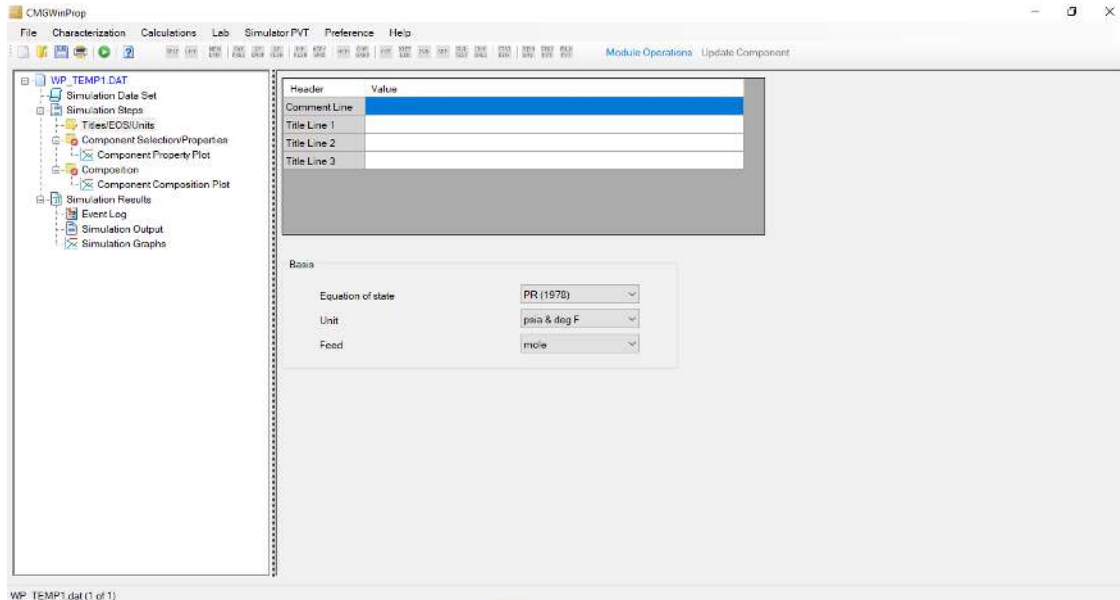 CMGWinProp
File Characterization Calculations Lab Simulator PVT Preference Help
Module Operations Update Component
WP_TEMP1.DAT
Simulation Data Set
Simulation Steps
Titles/EOS/Units
Component Selection/Properties
Component Property Plot
Composition
Component Composition Plot
Simulation Results
Event Log
Simulation Output
Simulation Graphs
Header Value
Comment Line
Title Line 1
Title Line 2
Title Line 3
Basis
Equation of state PR (1978)
Unit psia & deg F
Feed mole
WP_TEMP1.dat (1 of 1)